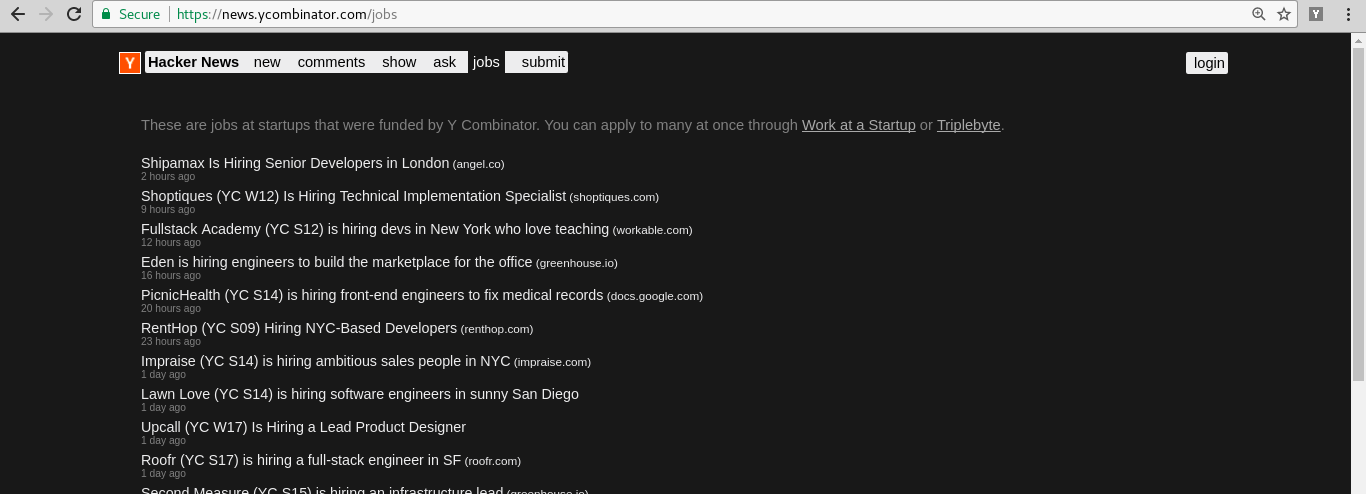 Secure https://news.ycombinator.com/jobs Y
Y Hacker News new comments show ask jobs submit login
These are jobs at startups that were funded by Y Combinator. You can apply to many at once through Work at a Startup or Triplebyte.
Shipamax Is Hiring Senior Developers in London (angel.co)
2 hours ago
Shoptiques (YC W12) Is Hiring Technical Implementation Specialist (shoptiques.com)
9 hours ago
Fullstack Academy (YC S12) is hiring devs in New York who love teaching (workable.com)
12 hours ago
Eden is hiring engineers to build the marketplace for the office (greenhouse.io)
16 hours ago
PicnicHealth (YC S14) is hiring front-end engineers to fix medical records (docs.google.com)
20 hours ago
RentHop (YC S09) Hiring NYC-Based Developers (renthop.com)
23 hours ago
Impraise (YC S14) is hiring ambitious sales people in NYC (impraise.com)
1 day ago
Lawn Love (YC S14) is hiring software engineers in sunny San Diego
1 day ago
Upcall (YC W17) Is Hiring a Lead Product Designer
1 day ago
Roofr (YC S17) is hiring a full-stack engineer in SF (roofr.com)
1 day ago
Second Measure (YC S15) is hiring an infrastructure lead (greenhouse.io)